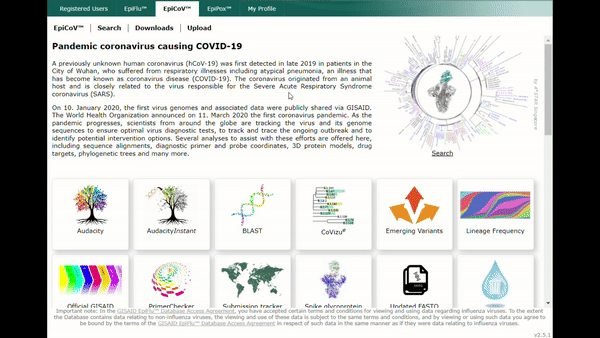 Registered Users EpiFlu™ EpiCoV™ EpiPox™ My Profile
EpiCoV™ Search Downloads Upload
Pandemic coronavirus causing COVID-19
A previously unknown human coronavirus (hCoV-19) was first detected in late 2019 in patients in the
City of Wuhan, who suffered from respiratory illnesses including atypical pneumonia, an illness that
has become known as coronavirus disease (COVID-19). The coronavirus originated from an animal
host and is closely related to the virus responsible for the Severe Acute Respiratory Syndrome
coronavirus (SARS).
On 10. January 2020, the first virus genomes and associated data were publicly shared via GISAID.
The World Health Organization announced on 11. March 2020 the first coronavirus pandemic. As the
pandemic progresses, scientists from around the globe are tracking the virus and its genome
sequences to ensure optimal virus diagnostic tests, to track and trace the ongoing outbreak and to
identify potential intervention options. Several analyses to assist with these efforts are offered here,
including sequence alignments, diagnostic primer and probe coordinates, 3D protein models, drug
targets, phylogenetic trees and many more.
Search
Audacity AudacityInstant BLAST CoVizuᵉ Emerging Variants Lineage Frequency
Official GISAID PrimerChecker Submission tracker Spike glycoprotein Updated FASTQ
Important note: In the GISAID EpiFlu™ Database Access Agreement, you have accepted certain terms and conditions for viewing and using data regarding influenza viruses. To the extent
the Database contains data relating to non-influenza viruses, the viewing and use of these data is subject to the same terms and conditions, and by viewing or using such data you agree to
be bound by the terms of the GISAID EpiFlu™ Database Access Agreement in respect of such data in the same manner as if they were data relating to influenza viruses.
v2.5.1